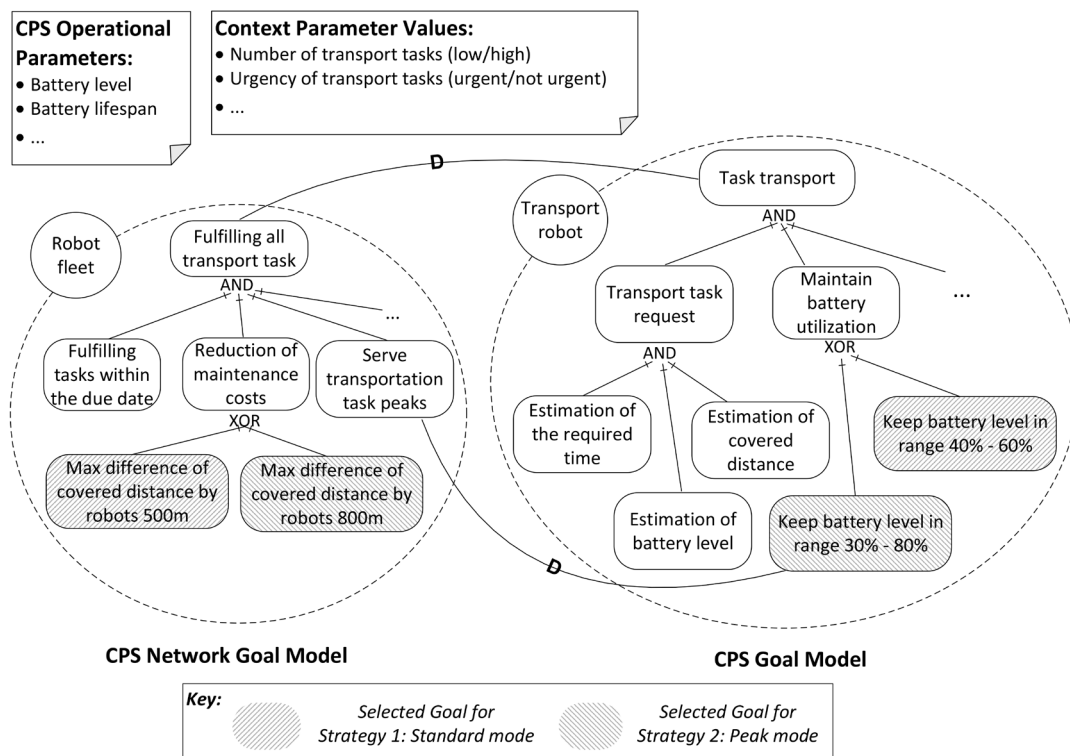 CPS Operational
Parameters:
• Battery level
• Battery lifespan
• ...
Context Parameter Values:
• Number of transport tasks (low/high)
• Urgency of transport tasks (urgent/not urgent)
• ...
D
Robot
fleet
Fulfilling all
transport task
AND
...
Fulfilling
tasks within
the due date
Reduction of
maintenance
costs
Serve
transportation
task peaks
XOR
Max difference of
covered distance by
robots 500m
Max difference of
covered distance by
robots 800m
Transport
robot
Task transport
AND
Transport task
request
Maintain
battery
utilization
...
AND
XOR
Estimation of
the required
time
Estimation of
covered
distance
Keep battery level in
range 40% - 60%
Estimation of
battery level
Keep battery level in
range 30% - 80%
D
CPS Network Goal Model
CPS Goal Model
Key:
Selected Goal for
Strategy 1: Standard mode
Selected Goal for
Strategy 2: Peak mode